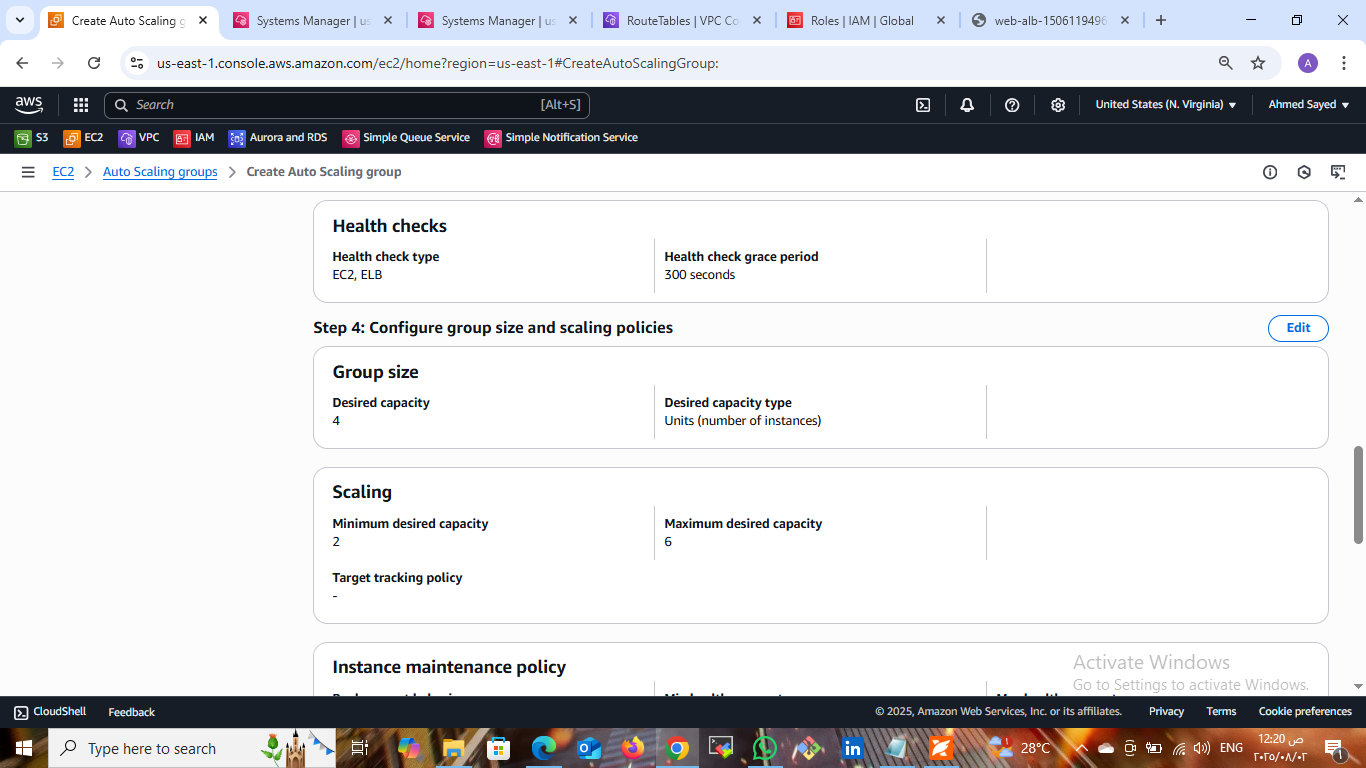 Create Auto Scaling g
Systems Manager | us
Systems Manager | us
RouteTables | VPC Co
Roles | IAM | Global
web-alb-1506119496
us-east-1.console.aws.amazon.com/ec2/home?region=us-east-1#CreateAutoScalingGroup:
A
aws
Search
[Alt+S]
United States (N. Virginia)
Ahmed Sayed
S3
EC2
VPC
IAM
Aurora and RDS
Simple Queue Service
Simple Notification Service
EC2
Auto Scaling groups
Create Auto Scaling group
Health checks
Health check type
EC2, ELB
Health check grace period
300 seconds
Step 4: Configure group size and scaling policies
Edit
Group size
Desired capacity
4
Desired capacity type
Units (number of instances)
Scaling
Minimum desired capacity
2
Maximum desired capacity
6
Target tracking policy
-
Instance maintenance policy
Activate Windows
Go to Settings to activate Windows.
CloudShell
Feedback
© 2025, Amazon Web Services, Inc. or its affiliates.
Privacy
Terms
Cookie preferences
Type here to search
28°C
ENG
12:20 ص
1